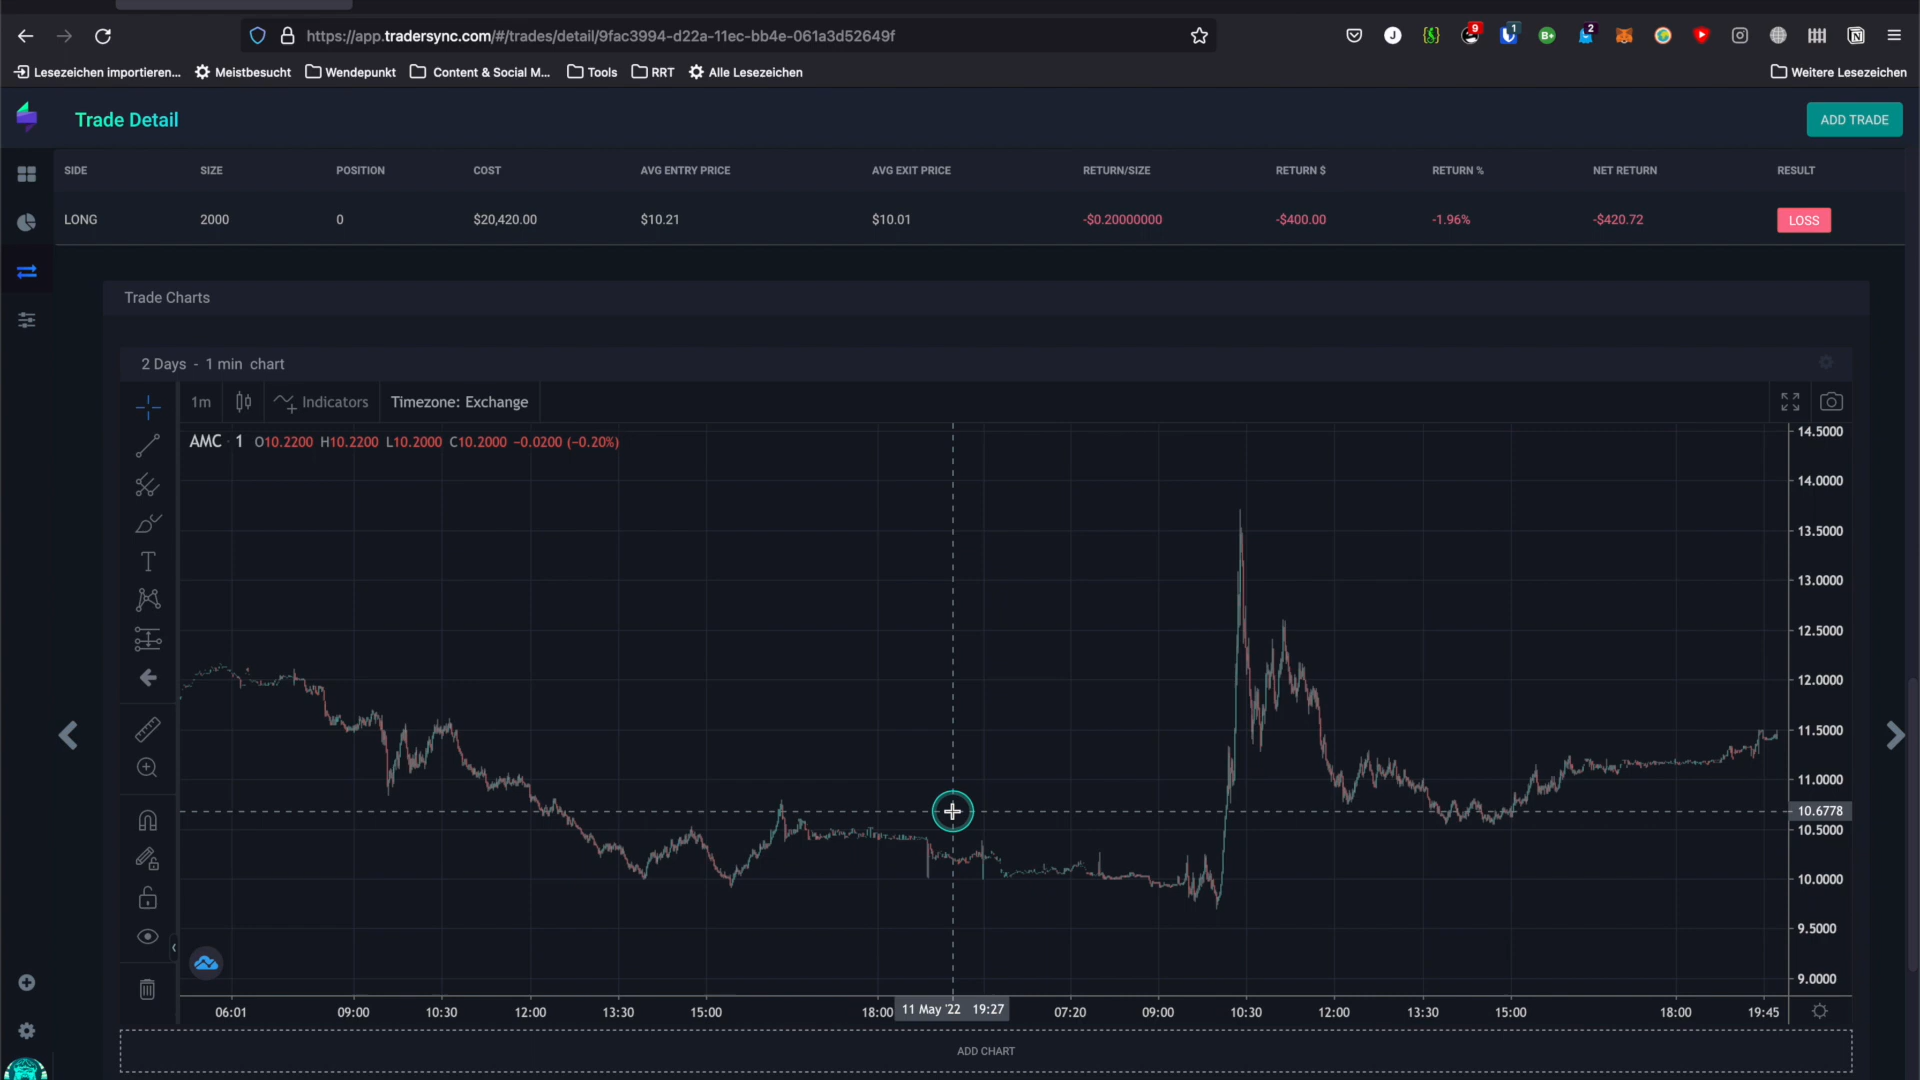 https://app.tradersync.com/#/trades/detail/9fac3994-d22a-11ec-bb4e-061a3d52649f
J
9
1
B+
2
Lesezeichen importieren...
Meistbesucht
Wendepunkt
Content & Social M...
Tools
RRT
Alle Lesezeichen
Weitere Lesezeichen
Trade Detail
ADD TRADE
SIDE SIZE POSITION COST AVG ENTRY PRICE AVG EXIT PRICE RETURN/SIZE RETURN $ RETURN % NET RETURN RESULT
LONG 2000 0 $20,420.00 $10.21 $10.01 -$0.20000000 -$400.00 -1.96% -$420.72 LOSS
Trade Charts
2 Days - 1 min chart
1m Indicators Timezone: Exchange
AMC · 1 O10.2200 H10.2200 L10.2000 C10.2000 −0.0200 (−0.20%)
14.5000
14.0000
13.5000
13.0000
12.5000
12.0000
11.5000
11.0000
10.6778
10.5000
10.0000
9.5000
9.0000
06:01 09:00 10:30 12:00 13:30 15:00 18:00 11 May '22 19:27 07:20 09:00 10:30 12:00 13:30 15:00 18:00 19:45
ADD CHART